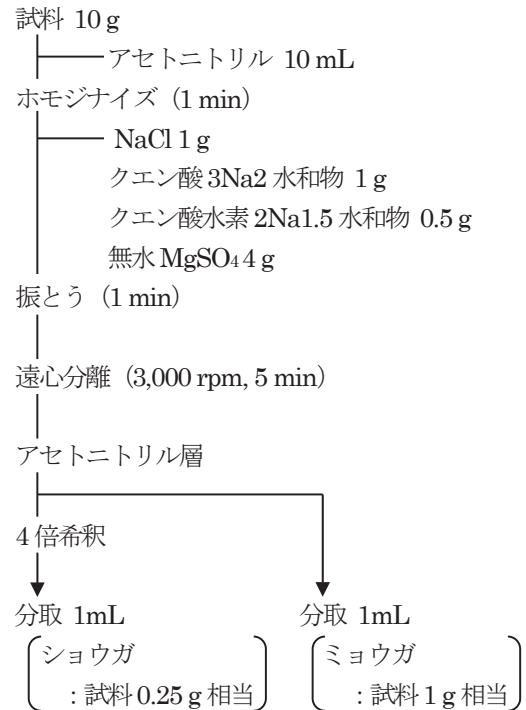 試料 10 g
アセトニトリル 10 mL
ホモジナイズ (1 min)
NaCl 1 g
クエン酸 3Na2 水和物 1 g
クエン酸水素 2Na1.5 水和物 0.5 g
無水 MgSO₄ 4 g
振とう (1 min)
遠心分離 (3,000 rpm, 5 min)
アセトニトリル層
4 倍希釈
分取 1mL
ショウガ
：試料 0.25 g 相当
分取 1mL
ミョウガ
：試料 1 g 相当